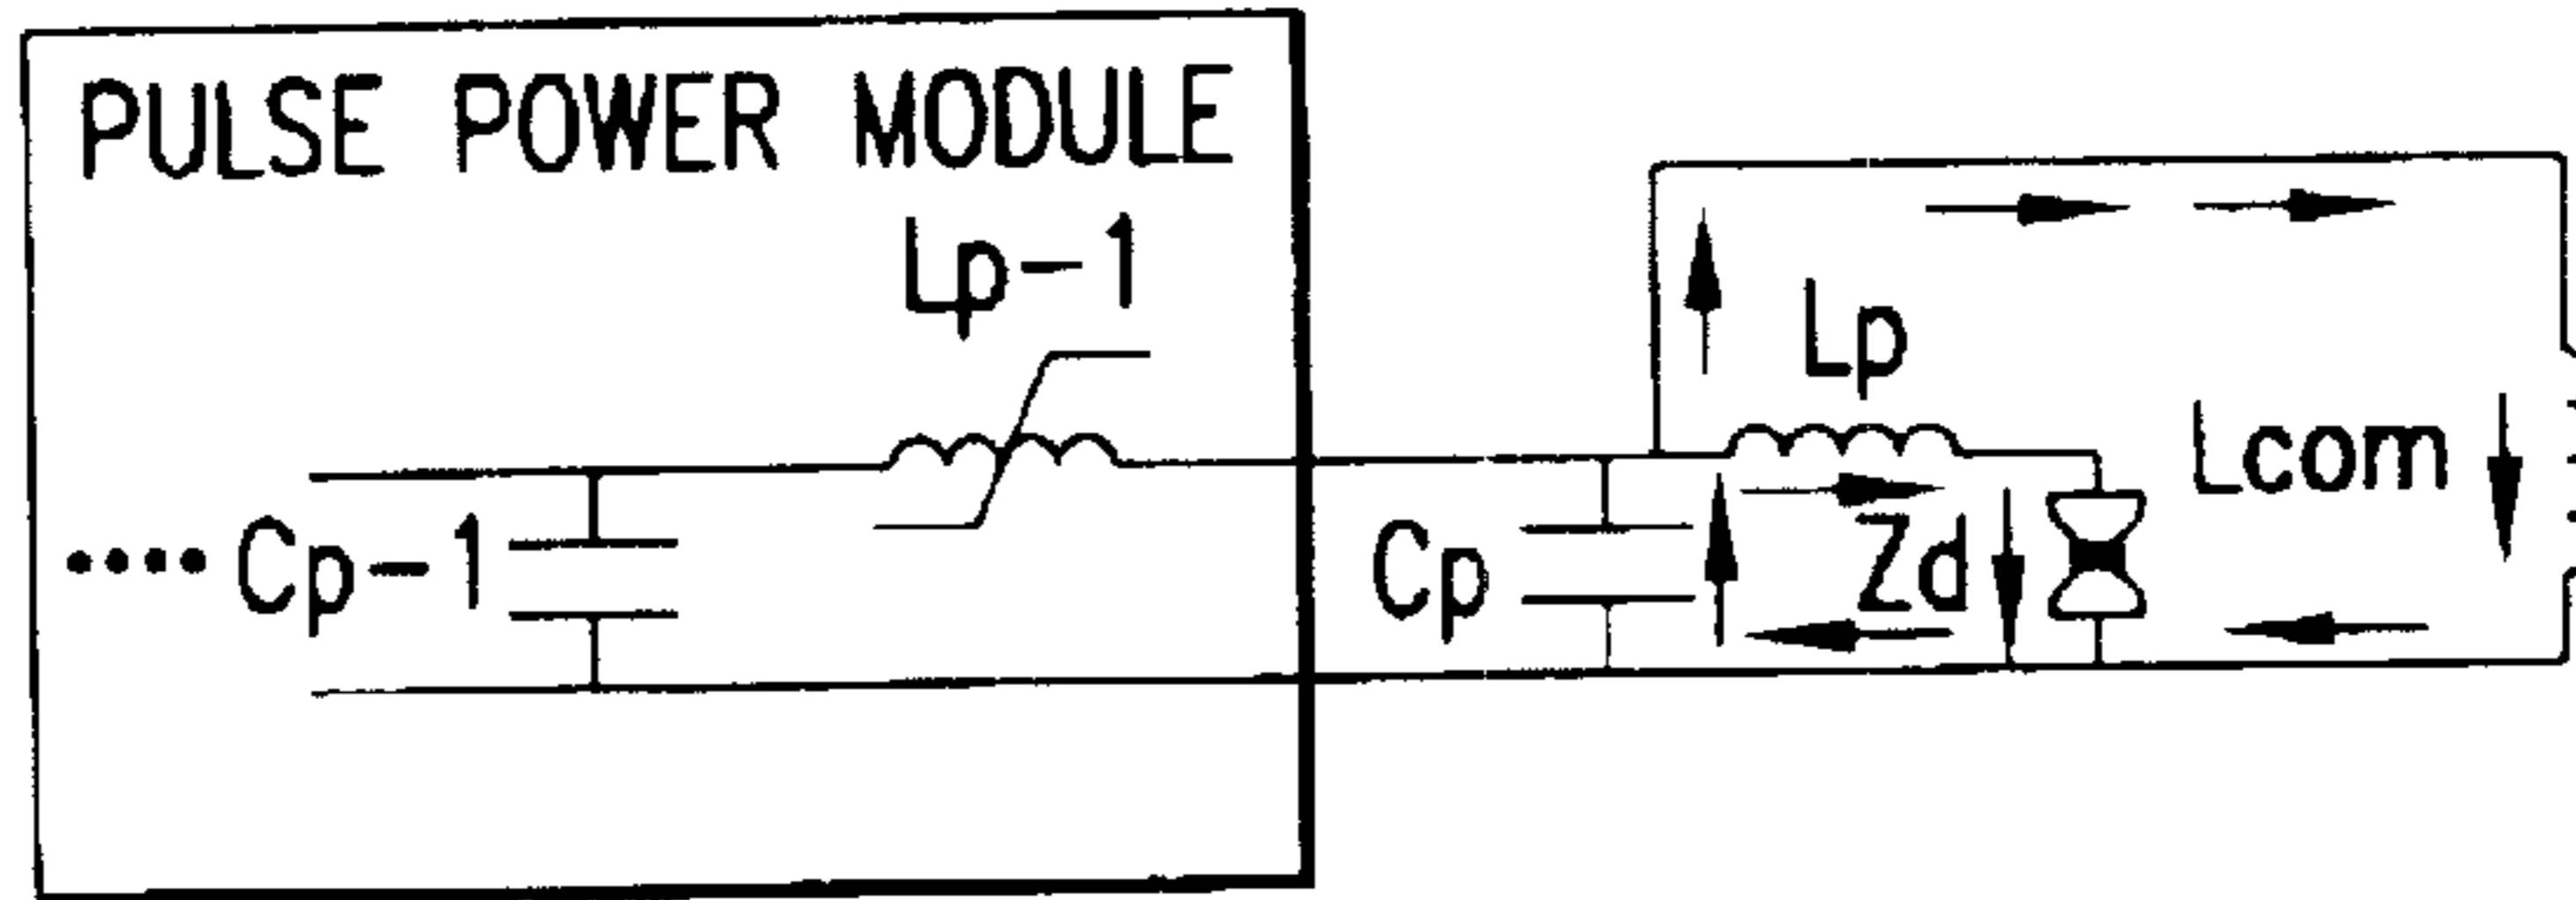 PULSE POWER MODULE
Lp-1
Lp
Lcom
....Cp-1
Cp
Zd